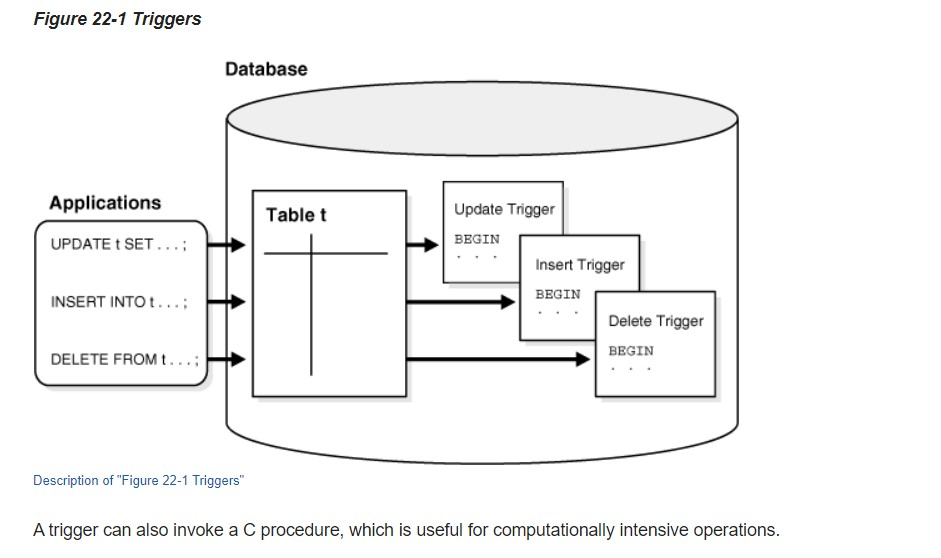 Figure 22-1 Triggers
Database
Applications
UPDATE t SET . . . ;
INSERT INTO t . . . ;
DELETE FROM t . . . ;
Table t
Update Trigger
BEGIN
. . .
Insert Trigger
BEGIN
. . .
Delete Trigger
BEGIN
. . .
Description of "Figure 22-1 Triggers"
A trigger can also invoke a C procedure, which is useful for computationally intensive operations.